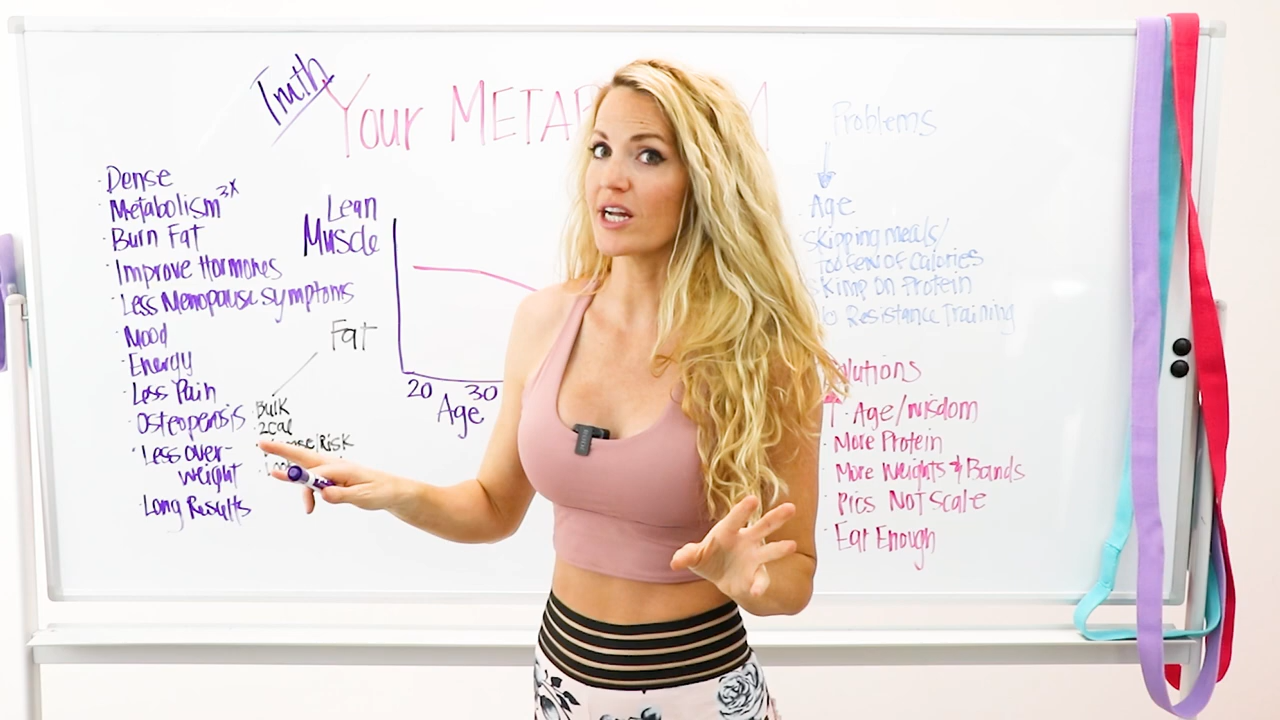 Truth
Your METAB M
Problems
· Dense
· Metabolism 3X
· Burn Fat
· Improve Hormones
· Less Menopause symptoms
· Mood
· Energy
· Less Pain
· Osteopensis
· Less over-
weight
· Long Results
Lean
Muscle
20 30
Age
Fat
· Bulk
· 2cal
Risk
· Age
· Skipping meals/
Too few of Calories
Skimp On Protein
No Resistance Training
Solutions
· Age/wisdom
· More Protein
· More Weights & Bands
· Pics Not Scale
· Eat Enough